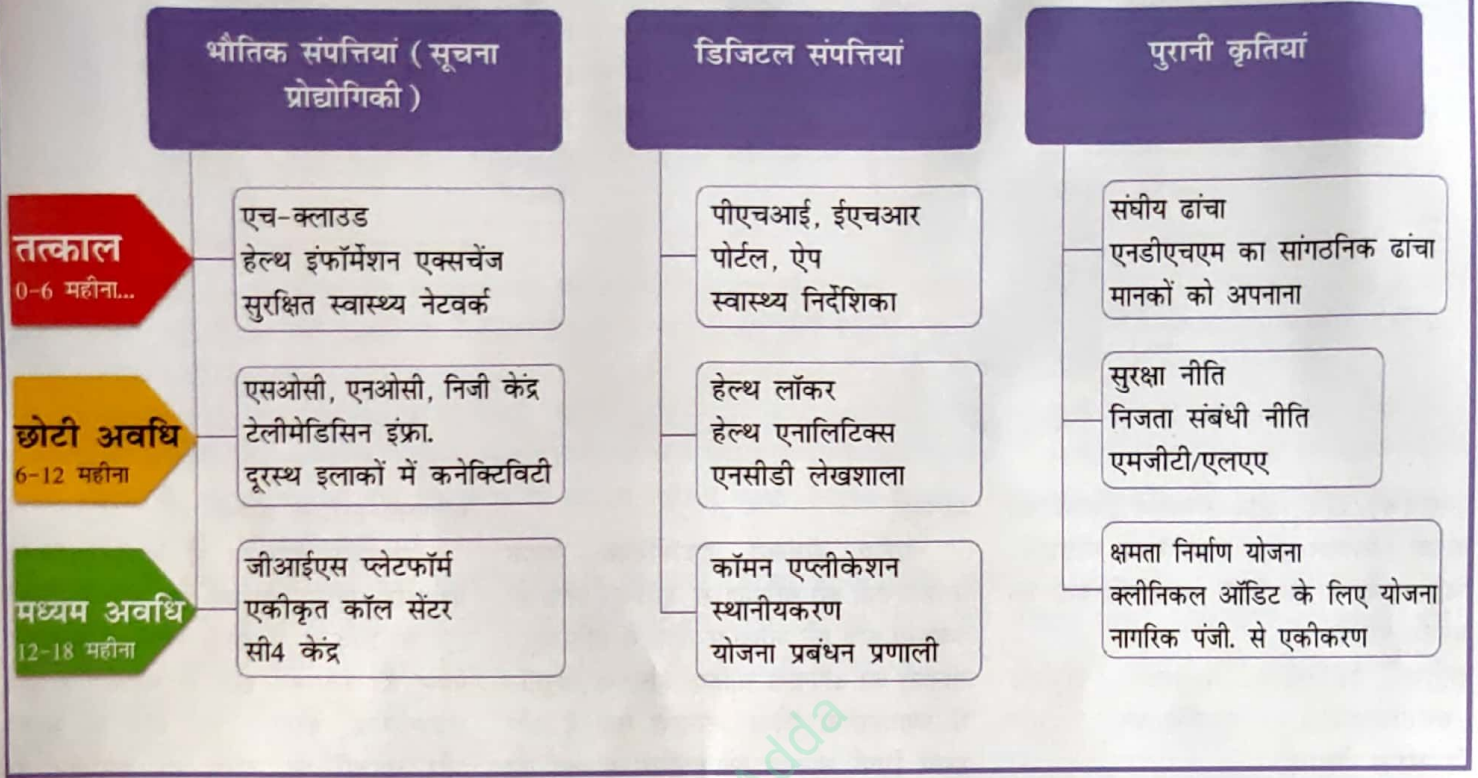 भौतिक संपत्तियां ( सूचना
प्रोद्योगिकी )
डिजिटल संपत्तियां
पुरानी कृतियां
तत्काल
0-6 महीना...
एच-क्लाउड
हेल्थ इंफॉर्मेशन एक्सचेंज
सुरक्षित स्वास्थ्य नेटवर्क
पीएचआई, ईएचआर
पोर्टल, ऐप
स्वास्थ्य निर्देशिका
संघीय ढांचा
एनडीएचएम का सांगठनिक ढांचा
मानकों को अपनाना
छोटी अवधि
6-12 महीना
एसओसी, एनओसी, निजी केंद्र
टेलीमेडिसिन इंफ्रा.
दूरस्थ इलाकों में कनेक्टिविटी
हेल्थ लॉकर
हेल्थ एनालिटिक्स
एनसीडी लेखशाला
सुरक्षा नीति
निजता संबंधी नीति
एमजीटी/एलएए
मध्यम अवधि
12-18 महीना
जीआईएस प्लेटफॉर्म
एकीकृत कॉल सेंटर
सी4 केंद्र
कॉमन एप्लीकेशन
स्थानीयकरण
योजना प्रबंधन प्रणाली
क्षमता निर्माण योजना
क्लीनिकल ऑडिट के लिए योजना
नागरिक पंजी. से एकीकरण